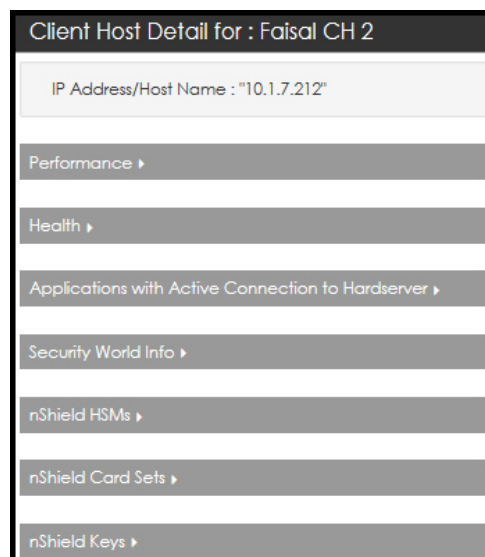 Client Host Detail for : Faisal CH 2
IP Address/Host Name : "10.1.7.212"
Performance
Health
Applications with Active Connection to Hardserver
Security World Info
nShield HSMs
nShield Card Sets
nShield Keys